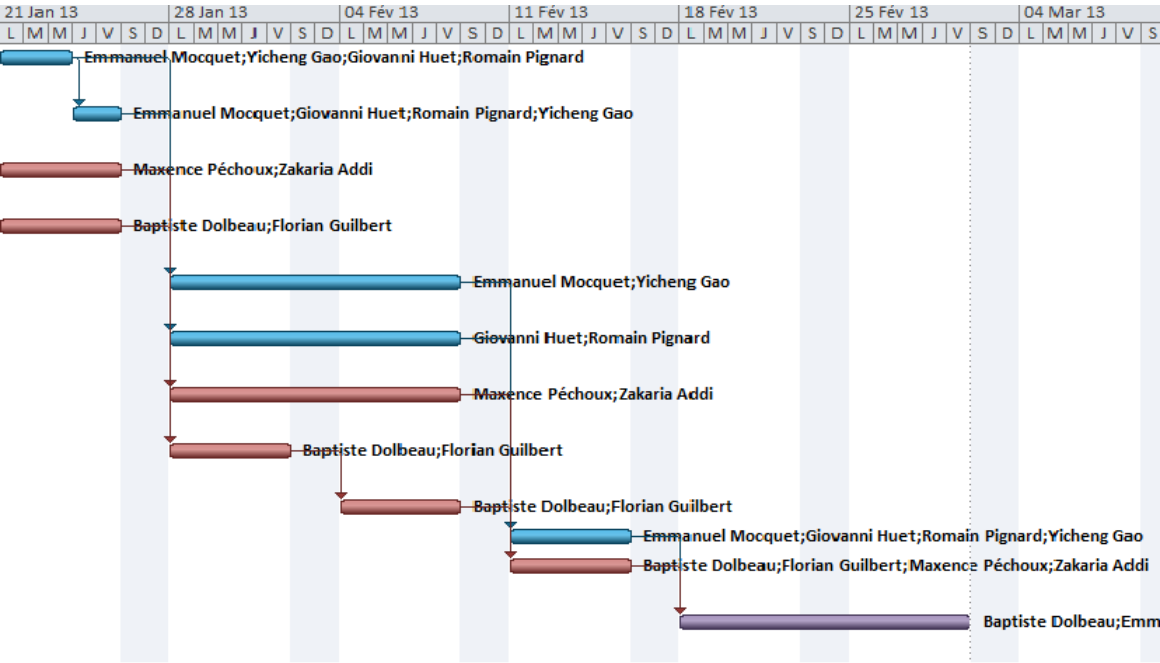 21 Jan 13 28 Jan 13 04 Fév 13 11 Fév 13 18 Fév 13 25 Fév 13 04 Mar 13
L M M J V S D L M M J V S D L M M J V S D L M M J V S D L M M J V S D L M M J V S D L M M J V S
Emmanuel Mocquet;Yicheng Gao;Giovanni Huet;Romain Pignard
Emmanuel Mocquet;Giovanni Huet;Romain Pignard;Yicheng Gao
Maxence Péchoux;Zakaria Addi
Baptiste Dolbeau;Florian Guilbert
Emmanuel Mocquet;Yicheng Gao
Giovanni Huet;Romain Pignard
Maxence Péchoux;Zakaria Addi
Baptiste Dolbeau;Florian Guilbert
Baptiste Dolbeau;Florian Guilbert
Emmanuel Mocquet;Giovanni Huet;Romain Pignard;Yicheng Gao
Baptiste Dolbeau;Florian Guilbert;Maxence Péchoux;Zakaria Addi
Baptiste Dolbeau;Emm